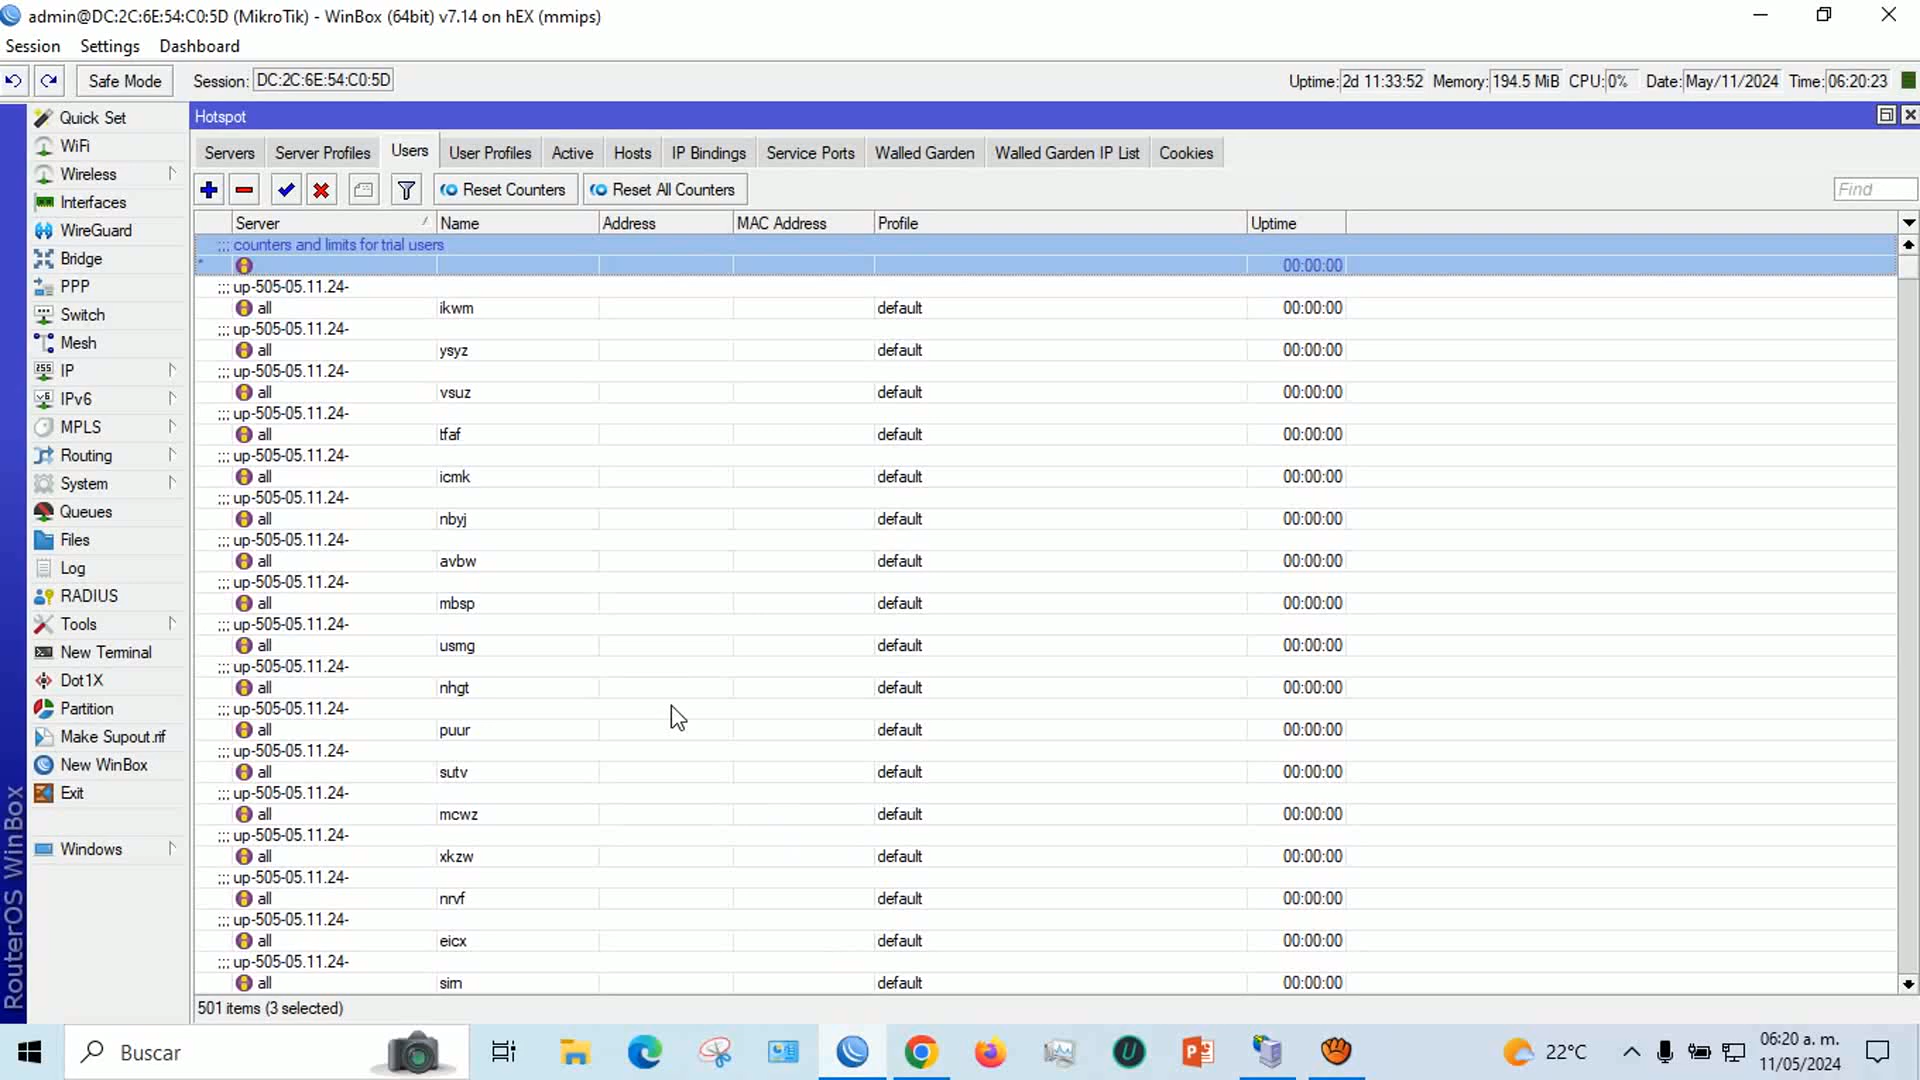 admin@DC:2C:6E:54:C0:5D (MikroTik) - WinBox (64bit) v7.14 on hEX (mmips)
Session Settings Dashboard
Safe Mode Session: DC:2C:6E:54:C0:5D Uptime: 2d 11:33:52 Memory: 194.5 MiB CPU: 0% Date: May/11/2024 Time: 06:20:23
Quick Set
WiFi
Wireless
Interfaces
WireGuard
Bridge
PPP
Switch
Mesh
IP
IPv6
MPLS
Routing
System
Queues
Files
Log
RADIUS
Tools
New Terminal
Dot1X
Partition
Make Supout.rif
New WinBox
Exit
Windows
RouterOS WinBox
Hotspot
Servers Server Profiles Users User Profiles Active Hosts IP Bindings Service Ports Walled Garden Walled Garden IP List Cookies
Reset Counters Reset All Counters Find
Server Name Address MAC Address Profile Uptime
;;; counters and limits for trial users
* 00:00:00
;;; up-505-05.11.24-
all ikwm default 00:00:00
;;; up-505-05.11.24-
all ysyz default 00:00:00
;;; up-505-05.11.24-
all vsuz default 00:00:00
;;; up-505-05.11.24-
all tfaf default 00:00:00
;;; up-505-05.11.24-
all icmk default 00:00:00
;;; up-505-05.11.24-
all nbyj default 00:00:00
;;; up-505-05.11.24-
all avbw default 00:00:00
;;; up-505-05.11.24-
all mbsp default 00:00:00
;;; up-505-05.11.24-
all usmg default 00:00:00
;;; up-505-05.11.24-
all nhgt default 00:00:00
;;; up-505-05.11.24-
all puur default 00:00:00
;;; up-505-05.11.24-
all sutv default 00:00:00
;;; up-505-05.11.24-
all mcwz default 00:00:00
;;; up-505-05.11.24-
all xkzw default 00:00:00
;;; up-505-05.11.24-
all nrvf default 00:00:00
;;; up-505-05.11.24-
all eicx default 00:00:00
;;; up-505-05.11.24-
all default 00:00:00
501 items (3 selected)
Buscar 22°C 06:20 a. m.
11/05/2024